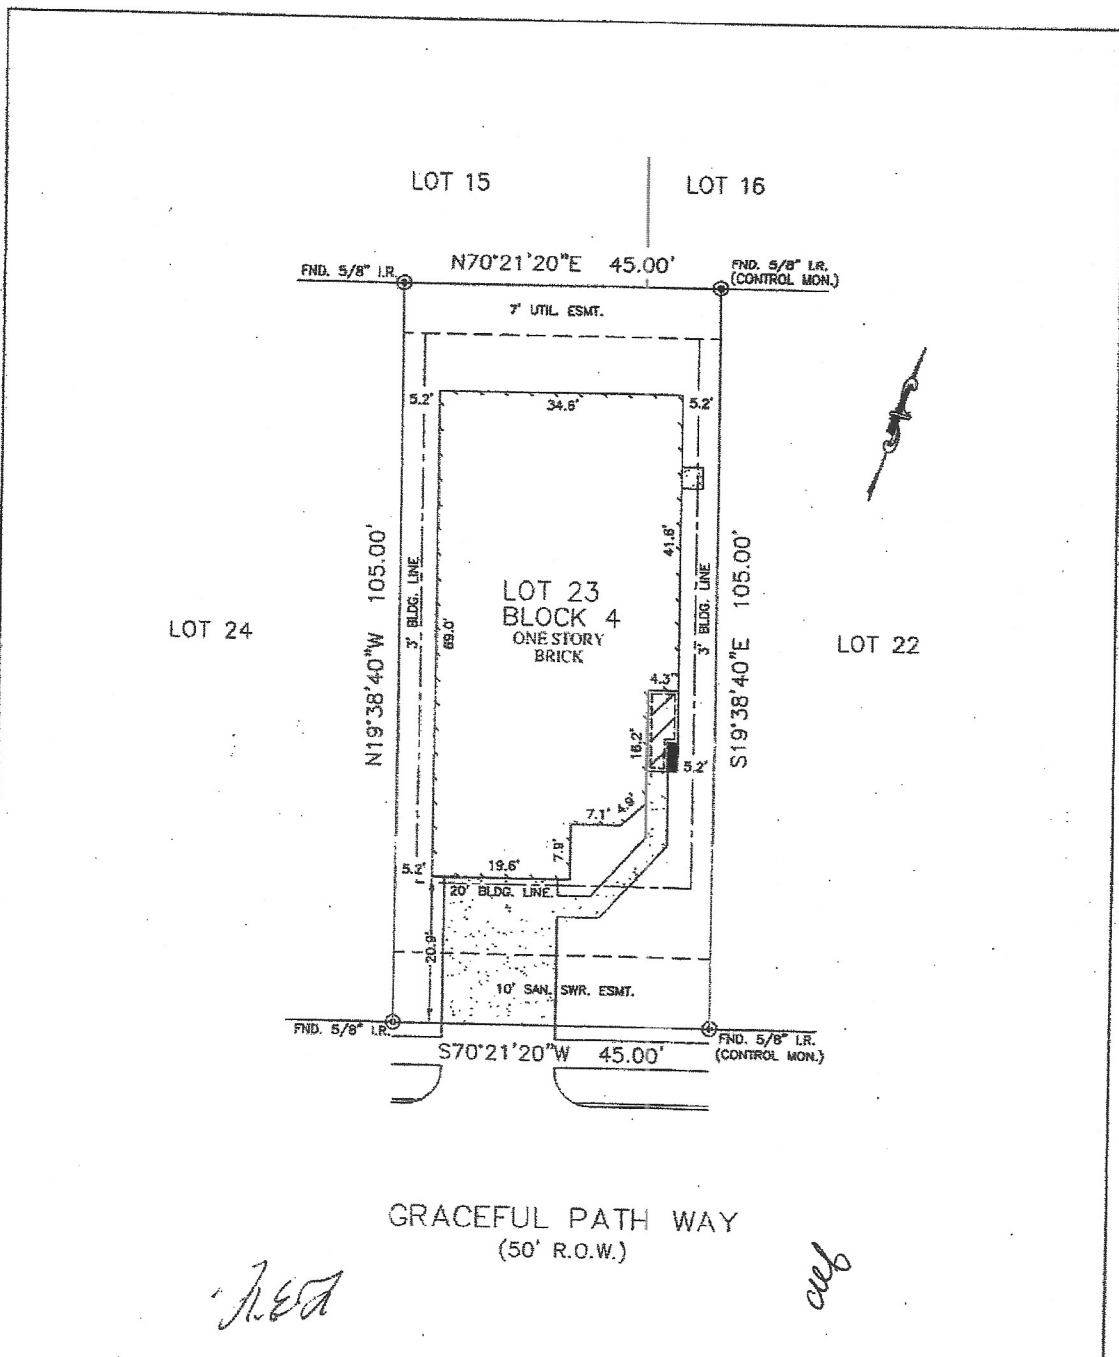 LOT 15
LOT 16
N70°21'20"E 45.00'
FND. 5/8" I.R.
FND. 5/8" I.R.
(CONTROL MON.)
7' UTIL. ESMT.
5.2'
34.6'
5.2'
N19°38'40"W 105.00'
3' BLDG. LINE
69.0'
41.6'
3' BLDG. LINE
S19°38'40"E 105.00'
LOT 23
BLOCK 4
ONE STORY
BRICK
LOT 24
LOT 22
4.3'
16.2'
5.2'
7.1'
4.9'
7.9'
5.2'
19.6'
20' BLDG. LINE
20.9'
10' SAN. SWR. ESMT.
FND. 5/8" I.R.
FND. 5/8" I.R.
(CONTROL MON.)
S70°21'20"W 45.00'
GRACEFUL PATH WAY
(50' R.O.W.)